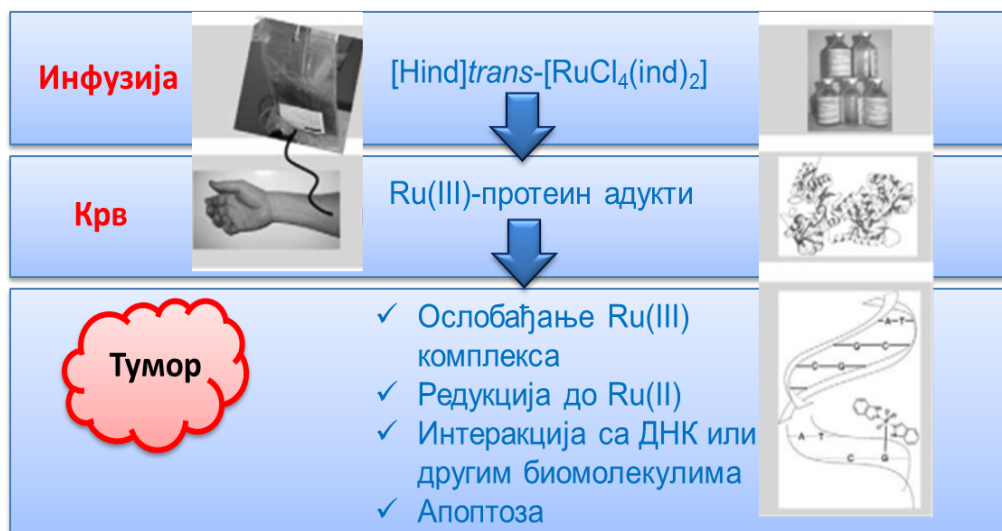 Инфузија
[Hind]trans-[RuCl₄(ind)₂]
Крв
Ru(III)-протеин адукти
Тумор
✓ Ослобађање Ru(III)
комплекса
✓ Редукција до Ru(II)
✓ Интеракција са ДНК или
другим биомолекулима
✓ Апоптоза
A T
G C
C G
A T
C G